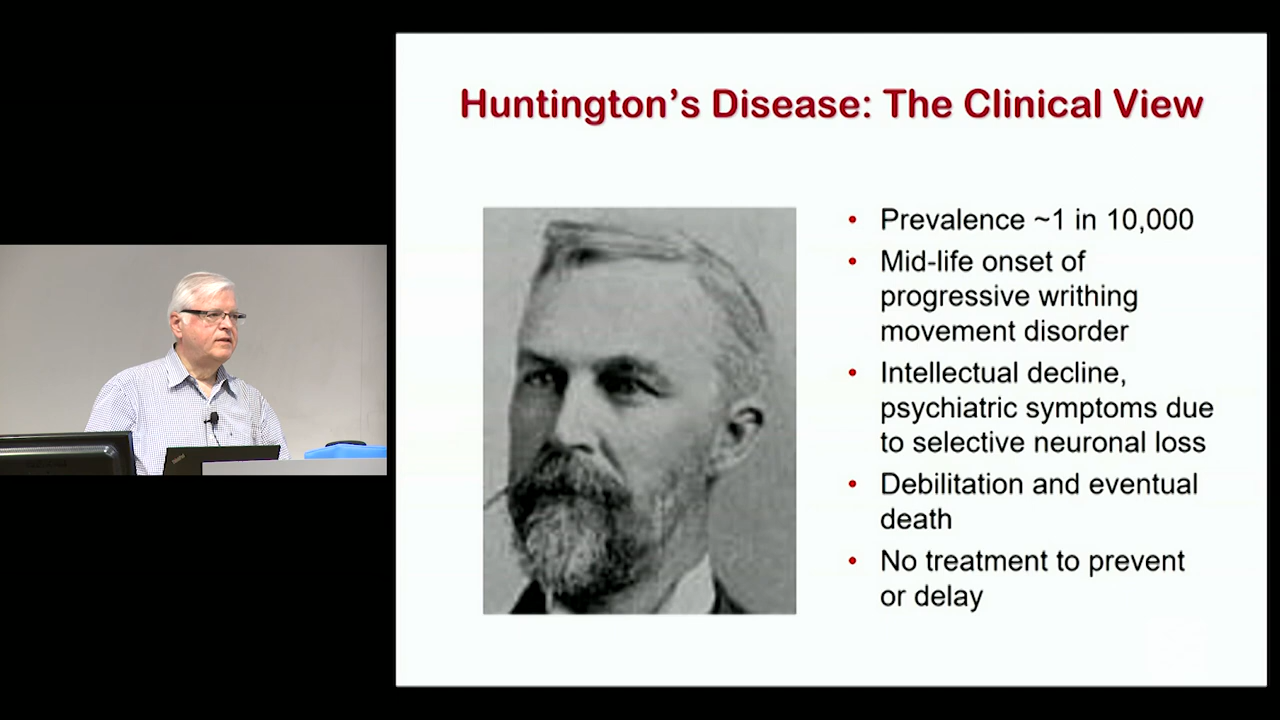 Huntington's Disease: The Clinical View
• Prevalence ~1 in 10,000
• Mid-life onset of
progressive writhing
movement disorder
• Intellectual decline,
psychiatric symptoms due
to selective neuronal loss
• Debilitation and eventual
death
• No treatment to prevent
or delay